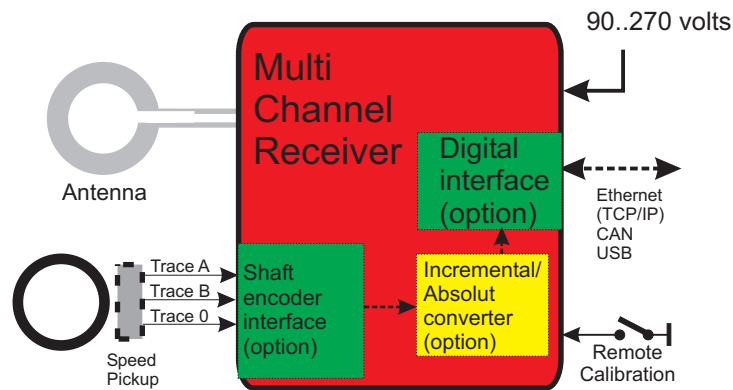 90..270 volts
Multi
Channel
Receiver
Antenna
Digital
interface
(option)
Ethernet
(TCP/IP)
CAN
USB
Trace A
Trace B
Trace 0
Speed
Pickup
Shaft
encoder
interface
(option)
Incremental/
Absolut
converter
(option)
Remote
Calibration